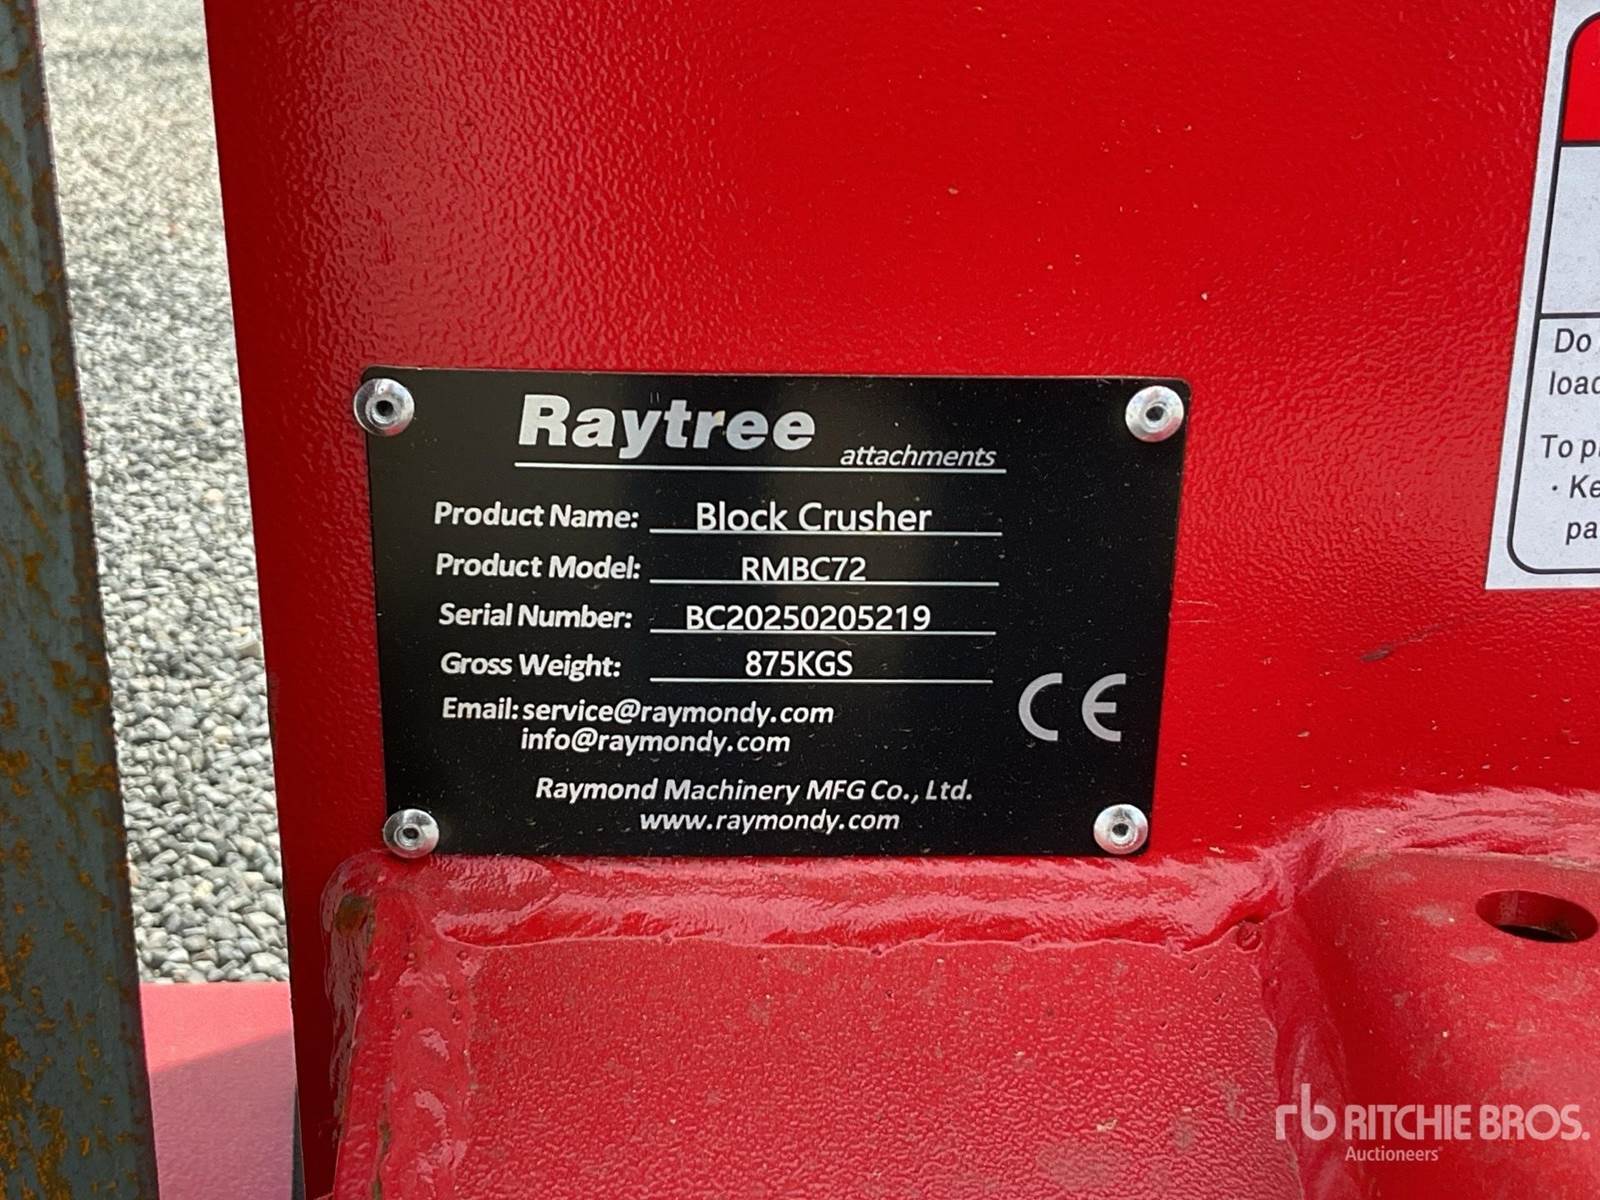 Raytree
attachments
Product Name: Block Crusher
Product Model: RMBC72
Serial Number: BC20250205219
Gross Weight: 875KGS
Email: service@raymondy.com
info@raymondy.com
CE
Raymond Machinery MFG Co., Ltd.
www.raymondy.com
Do
To
rb RITCHIE BROS.
Auctioneers